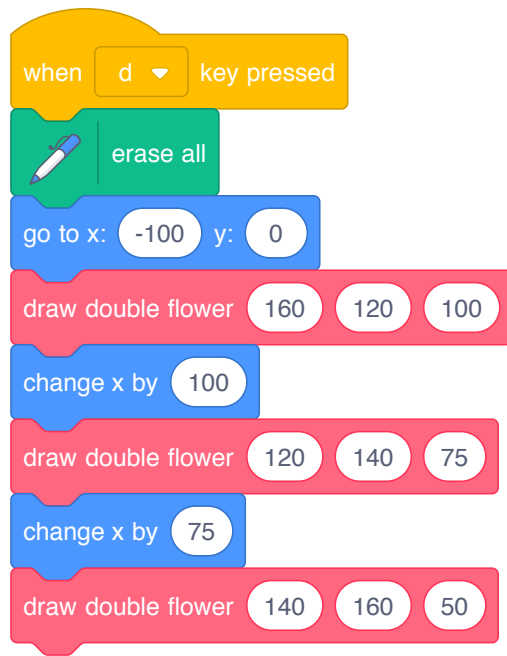 when d key pressed
erase all
go to x: -100 y: 0
draw double flower 160 120 100
change x by 100
draw double flower 120 140 75
change x by 75
draw double flower 140 160 50